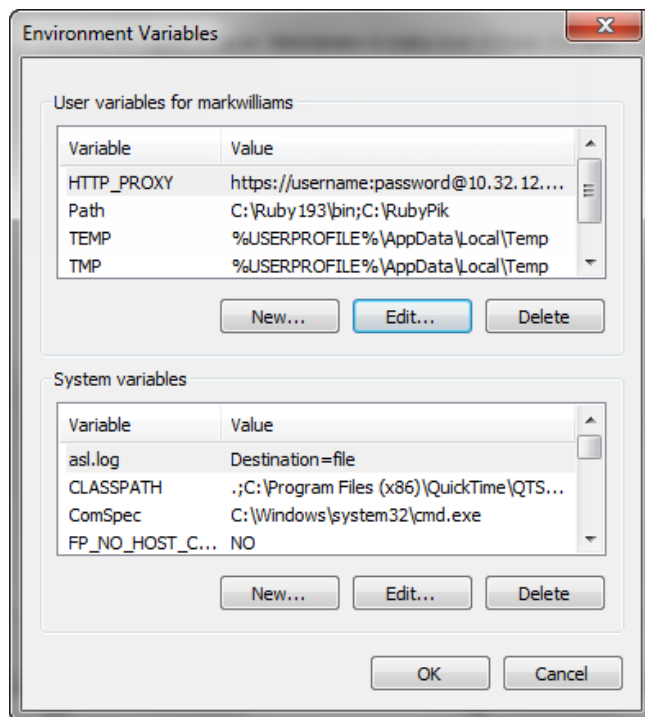 Environment Variables
User variables for markwilliams
Variable Value
HTTP_PROXY https://username:password@10.32.12....
Path C:\Ruby193\bin;C:\RubyPik
TEMP %USERPROFILE%\AppData\Local\Temp
TMP %USERPROFILE%\AppData\Local\Temp
New... Edit... Delete
System variables
Variable Value
asl.log Destination=file
CLASSPATH .;C:\Program Files (x86)\QuickTime\QTS...
ComSpec C:\Windows\system32\cmd.exe
FP_NO_HOST_C... NO
New... Edit... Delete
OK Cancel